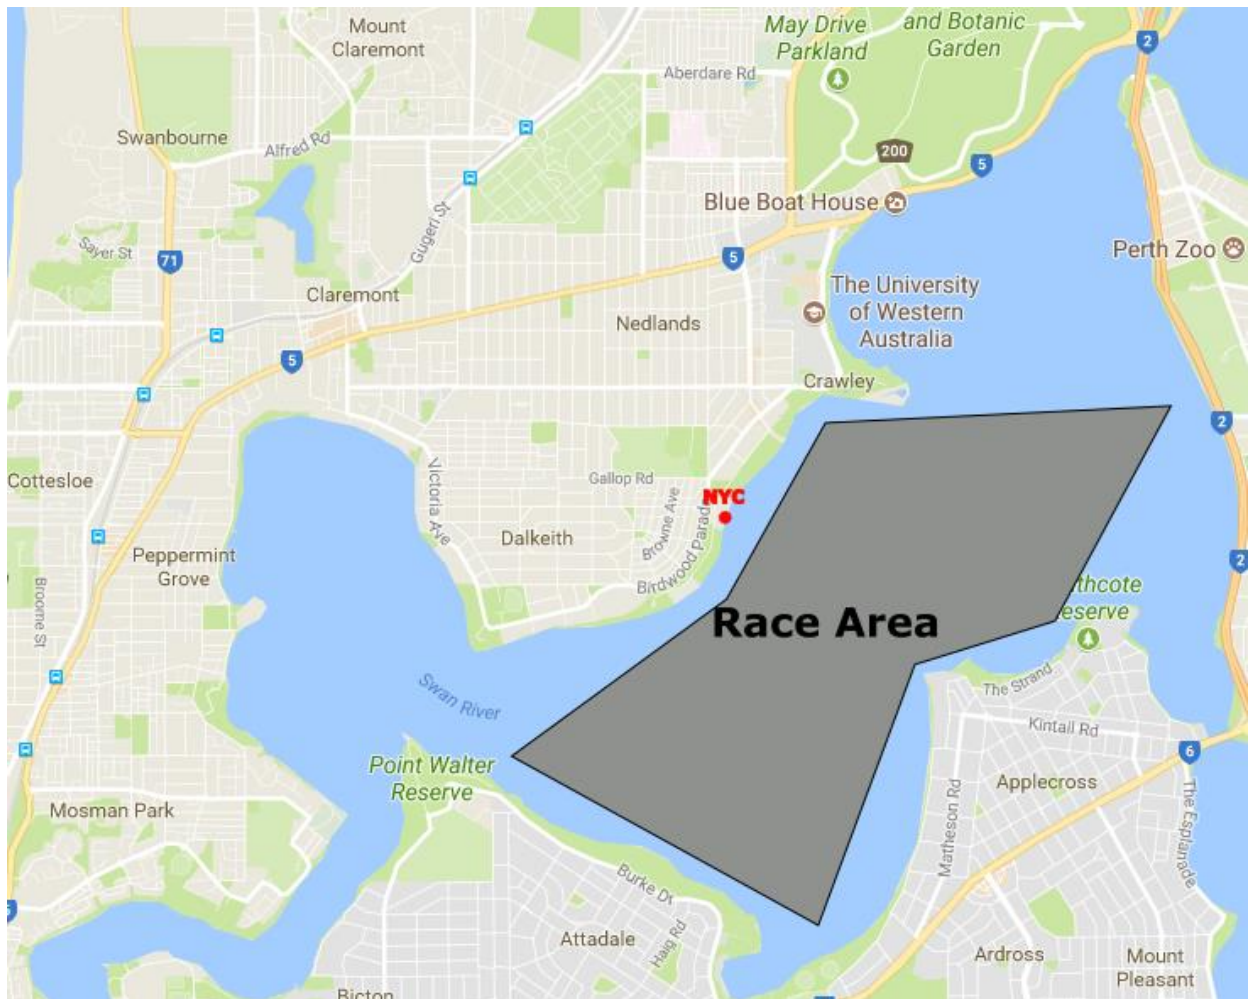 May Drive
Parkland
and Botanic
Garden
Mount
Claremont
2
Aberdare Rd
Swanbourne
Alfred Rd
200
5
Blue Boat House
Gugeri St
Sayer St
71
5
Perth Zoo
Claremont
The University
of Western
Australia
Nedlands
5
Crawley
2
Cottesloe
Victoria Ave
Gallop Rd
NYC
Browne Ave
Dalkeith
Birdwood Parad
Peppermint
Grove
2
Broome St
thcote
eserve
Race Area
The Strand
Swan River
Kintail Rd
6
Point Walter
Reserve
Applecross
Mosman Park
Matheson Rd
The Esplanade
Burke Dr
5
Attadale
Haig Rd
Ardross
Mount
Pleasant
Bicton